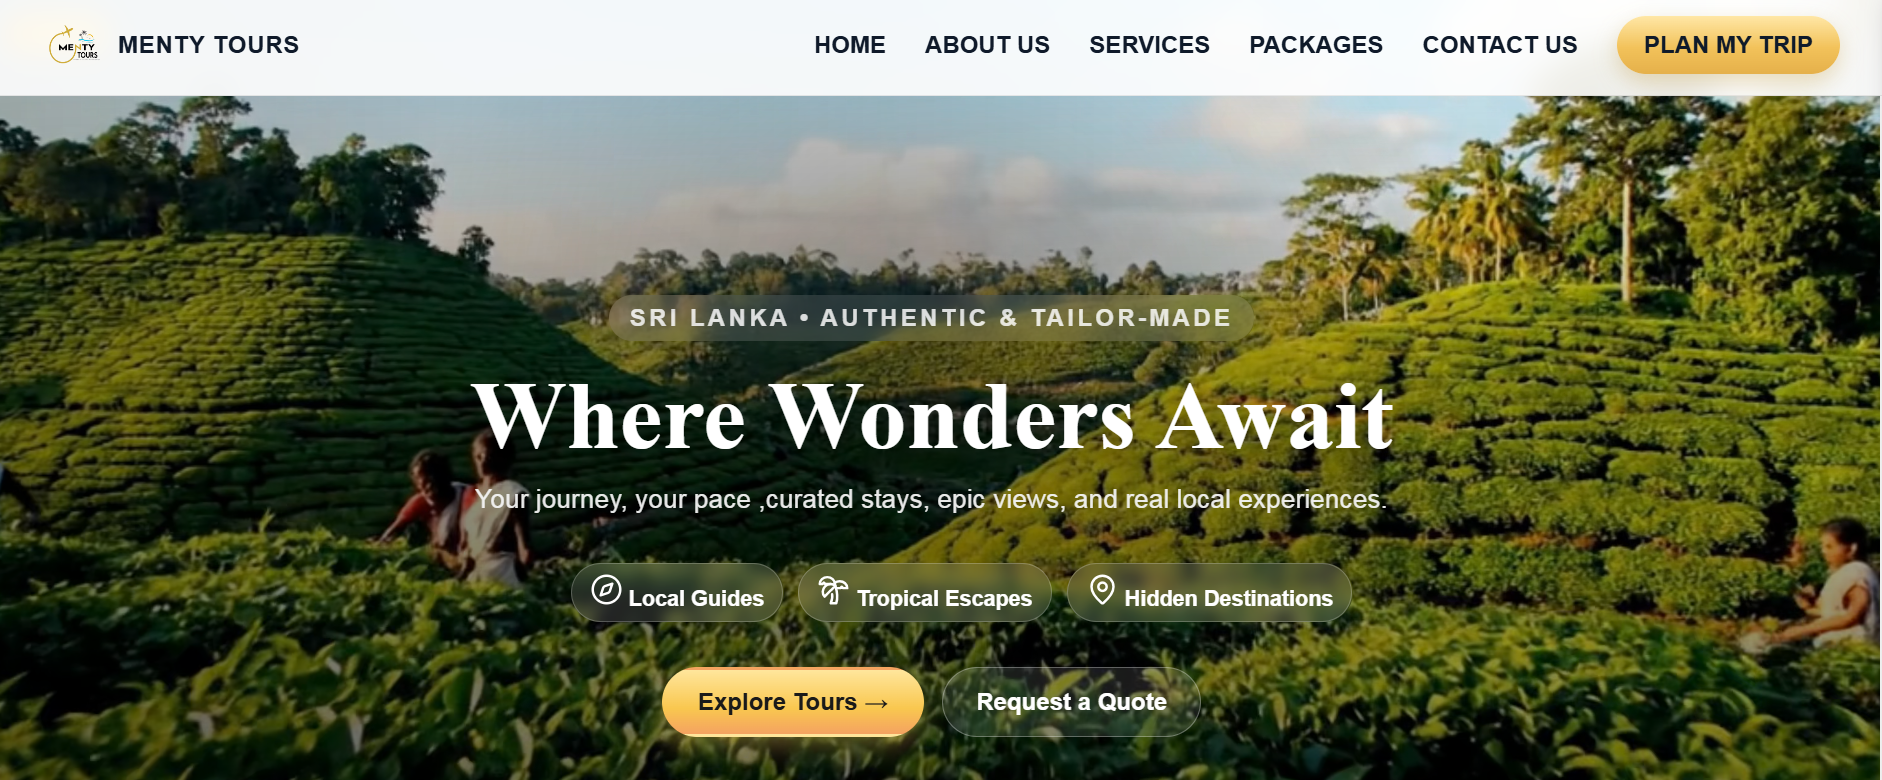 MENTY
TOURS
MENTY TOURS
HOME
ABOUT US
SERVICES
PACKAGES
CONTACT US
PLAN MY TRIP
SRI LANKA • AUTHENTIC & TAILOR-MADE
Where Wonders Await
Your journey, your pace ,curated stays, epic views, and real local experiences.
Local Guides
Tropical Escapes
Hidden Destinations
Explore Tours →
Request a Quote